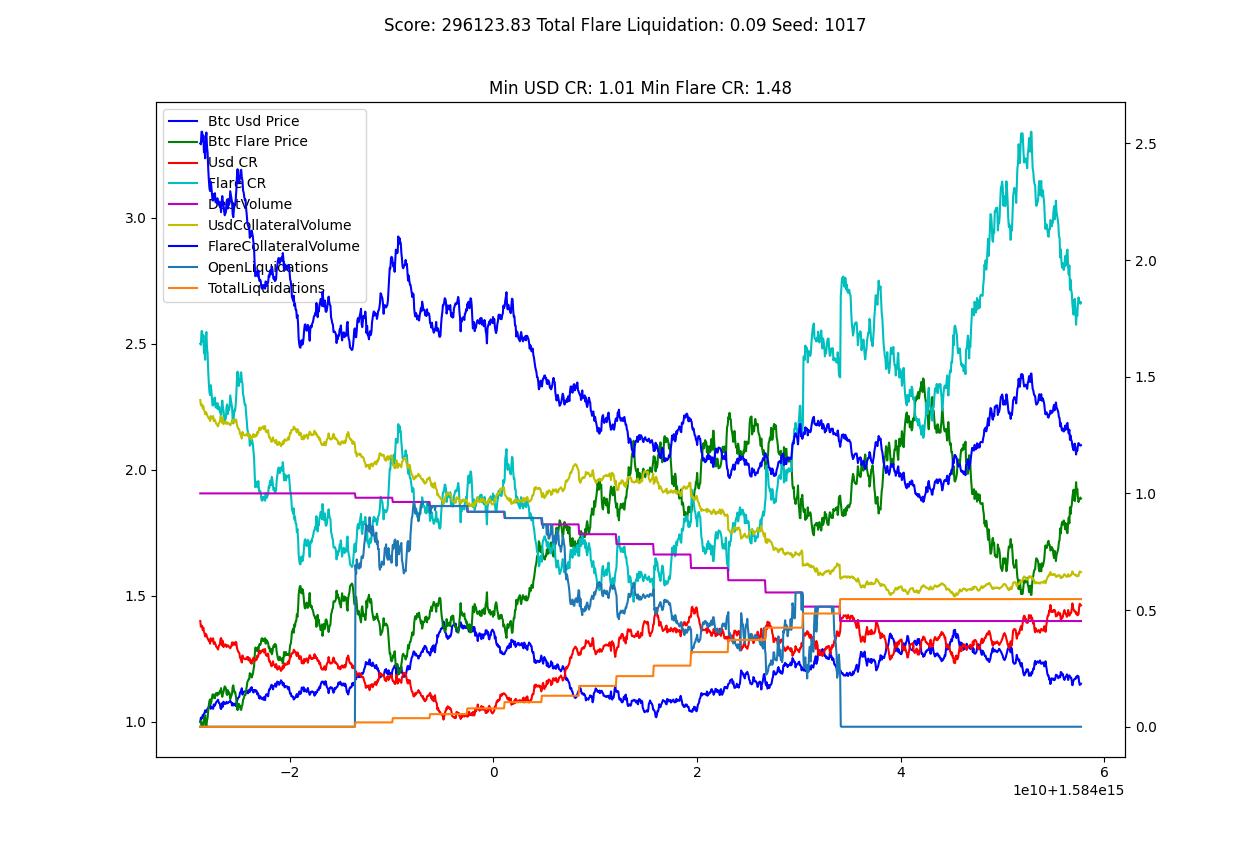 Score: 296123.83 Total Flare Liquidation: 0.09 Seed: 1017
Min USD CR: 1.01 Min Flare CR: 1.48
Btc Usd Price
Btc Flare Price
Usd CR
Flare CR
DebtVolume
UsdCollateralVolume
FlareCollateralVolume
OpenLiquidations
TotalLiquidations
3.0
2.5
2.0
1.5
1.0
2.5
2.0
1.5
1.0
0.5
0.0
−2
0
2
4
6
1e10+1.584e15